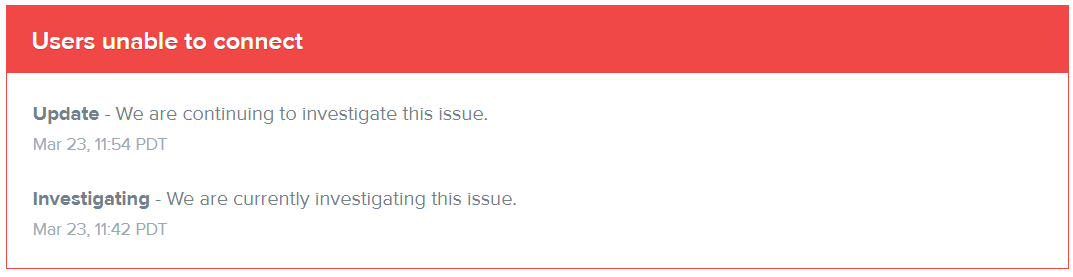 Users unable to connect
Update - We are continuing to investigate this issue.
Mar 23, 11:54 PDT
Investigating - We are currently investigating this issue.
Mar 23, 11:42 PDT